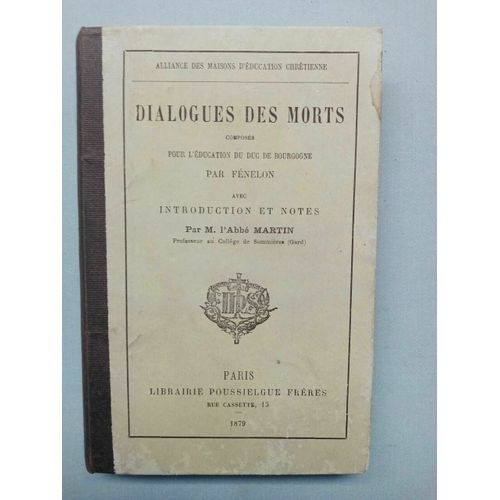 ALLIANCE DES MAISONS D'ÉDUCATION CHRÉTIENNE
DIALOGUES DES MORTS
COMPOSÉS
POUR L'ÉDUCATION DU DUC DE BOURGOGNE
PAR FÉNELON
AVEC
INTRODUCTION ET NOTES
Par M. l'Abbé MARTIN
Professeur au Collège de Sommières (Gard)
IHS
PARIS
LIBRAIRIE POUSSIELGUE FRÈRES
RUE CASSETTE, 15
1879